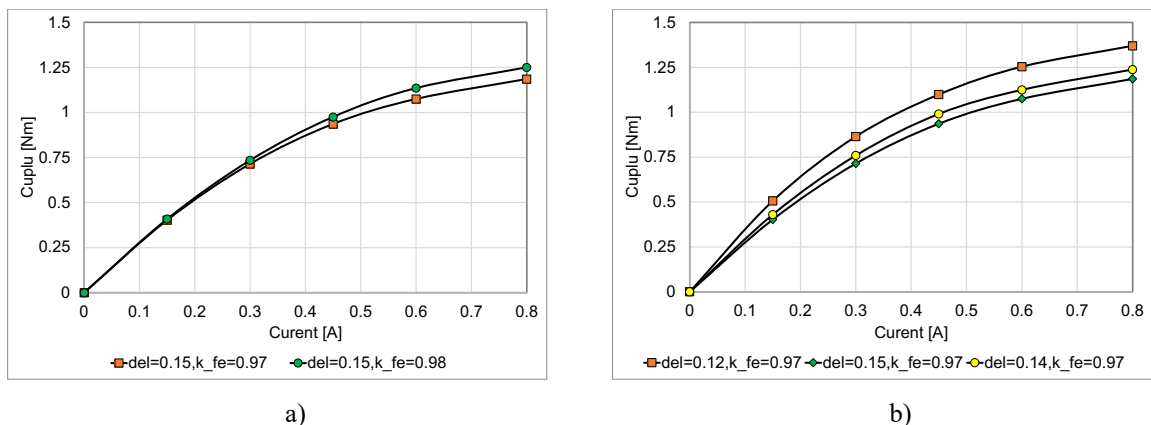 1.5
1.25
1
0.75
0.5
0.25
0
Cuplu [Nm]
0 0.1 0.2 0.3 0.4 0.5 0.6 0.7 0.8
Curent [A]
del=0.15,k_fe=0.97 del=0.15,k_fe=0.98
a)
1.5
1.25
1
0.75
0.5
0.25
0
Cuplu [Nm]
0 0.1 0.2 0.3 0.4 0.5 0.6 0.7 0.8
Curent [A]
del=0.12,k_fe=0.97 del=0.15,k_fe=0.97 del=0.14,k_fe=0.97
b)